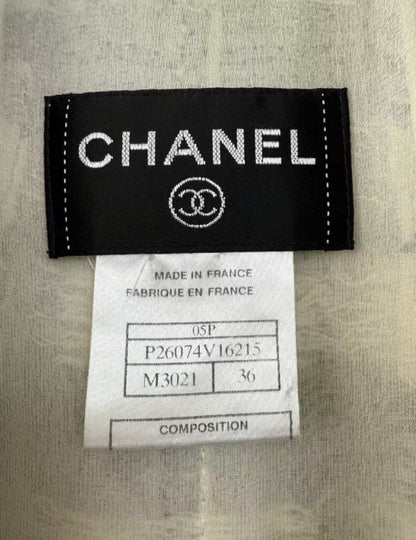 CHANEL
MADE IN FRANCE
FABRIQUE EN FRANCE
05P
P26074V16215
M3021 36
COMPOSITION